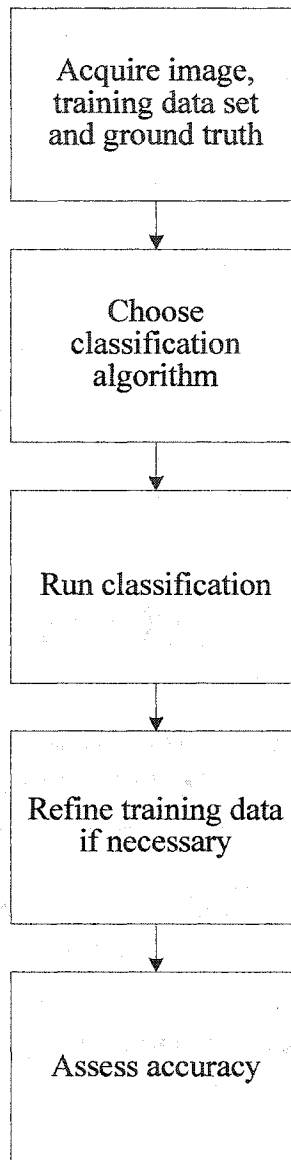 Acquire image,
training data set
and ground truth
Choose
classification
algorithm
Run classification
Refine training data
if necessary
Assess accuracy